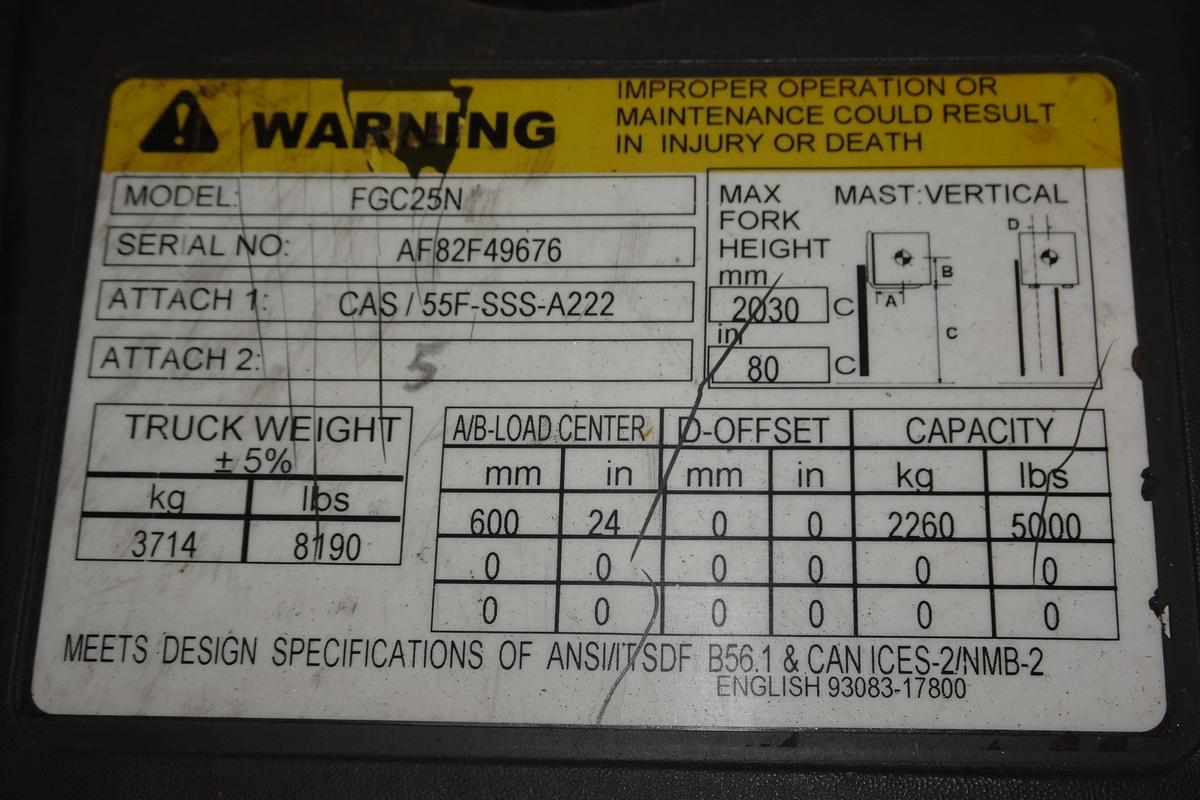 WARNING
IMPROPER OPERATION OR
MAINTENANCE COULD RESULT
IN INJURY OR DEATH
MODEL: FGC25N
SERIAL NO: AF82F49676
ATTACH 1: CAS / 55F-SSS-A222
ATTACH 2:
5
MAX
FORK
HEIGHT
mm
2030 C
in
80 C
MAST:VERTICAL
A
B
C
D
TRUCK WEIGHT
± 5%
kg lbs
3714 8190
A/B-LOAD CENTER D-OFFSET CAPACITY
mm in mm in kg lbs
600 24 0 0 2260 5000
0 0 0 0 0 0
0 0 0 0 0 0
MEETS DESIGN SPECIFICATIONS OF ANSI/ITSDF B56.1 & CAN ICES-2/NMB-2
ENGLISH 93083-17800